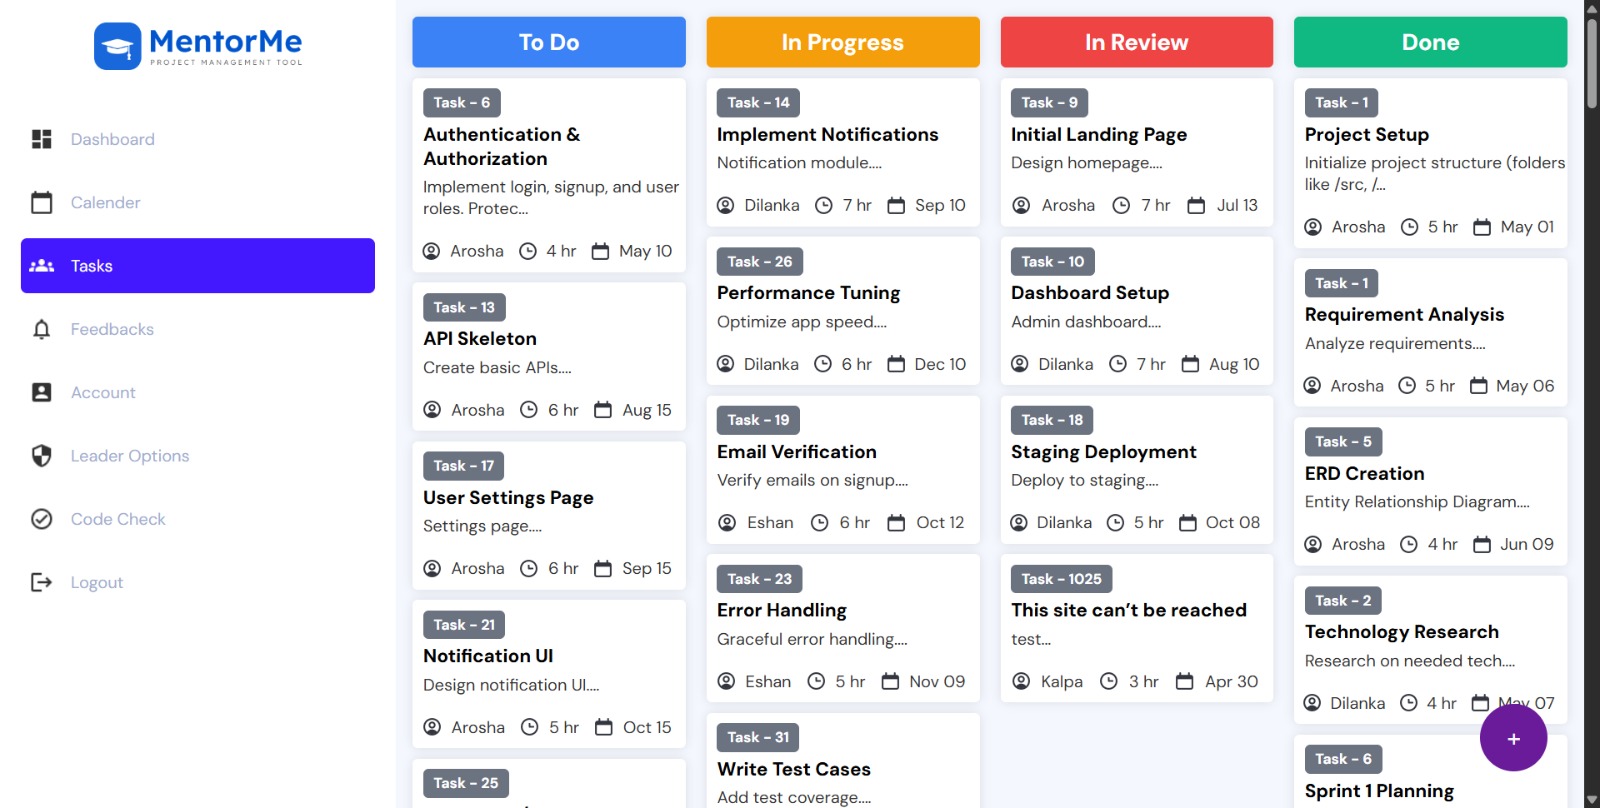 MentorMe
PROJECT MANAGEMENT TOOL
Dashboard
Calender
Tasks
Feedbacks
Account
Leader Options
Code Check
Logout
To Do
Task - 6
Authentication &
Authorization
Implement login, signup, and user
roles. Protec...
Arosha 4 hr May 10
Task - 13
API Skeleton
Create basic APIs....
Arosha 6 hr Aug 15
Task - 17
User Settings Page
Settings page....
Arosha 6 hr Sep 15
Task - 21
Notification UI
Design notification UI....
Arosha 5 hr Oct 15
Task - 25
In Progress
Task - 14
Implement Notifications
Notification module....
Dilanka 7 hr Sep 10
Task - 26
Performance Tuning
Optimize app speed....
Dilanka 6 hr Dec 10
Task - 19
Email Verification
Verify emails on signup....
Eshan 6 hr Oct 12
Task - 23
Error Handling
Graceful error handling....
Eshan 5 hr Nov 09
Task - 31
Write Test Cases
Add test coverage....
In Review
Task - 9
Initial Landing Page
Design homepage....
Arosha 7 hr Jul 13
Task - 10
Dashboard Setup
Admin dashboard....
Dilanka 7 hr Aug 10
Task - 18
Staging Deployment
Deploy to staging....
Dilanka 5 hr Oct 08
Task - 1025
This site can't be reached
test...
Kalpa 3 hr Apr 30
Done
Task - 1
Project Setup
Initialize project structure (folders
like /src, /...
Arosha 5 hr May 01
Task - 1
Requirement Analysis
Analyze requirements....
Arosha 5 hr May 06
Task - 5
ERD Creation
Entity Relationship Diagram....
Arosha 4 hr Jun 09
Task - 2
Technology Research
Research on needed tech....
Dilanka 4 hr May 07
Task - 6
Sprint 1 Planning
+